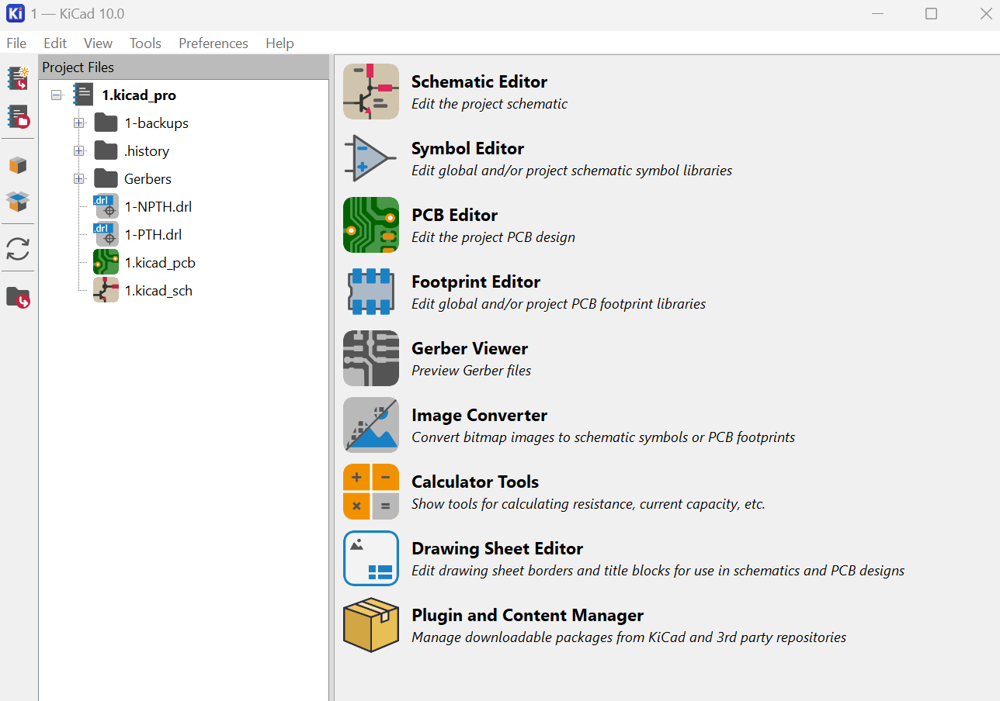 Ki 1 — KiCad 10.0
File Edit View Tools Preferences Help
Project Files
1.kicad_pro
1-backups
.history
Gerbers
.drl 1-NPTH.drl
.drl 1-PTH.drl
1.kicad_pcb
1.kicad_sch
Schematic Editor
Edit the project schematic
Symbol Editor
Edit global and/or project schematic symbol libraries
PCB Editor
Edit the project PCB design
Footprint Editor
Edit global and/or project PCB footprint libraries
Gerber Viewer
Preview Gerber files
Image Converter
Convert bitmap images to schematic symbols or PCB footprints
Calculator Tools
Show tools for calculating resistance, current capacity, etc.
Drawing Sheet Editor
Edit drawing sheet borders and title blocks for use in schematics and PCB designs
Plugin and Content Manager
Manage downloadable packages from KiCad and 3rd party repositories